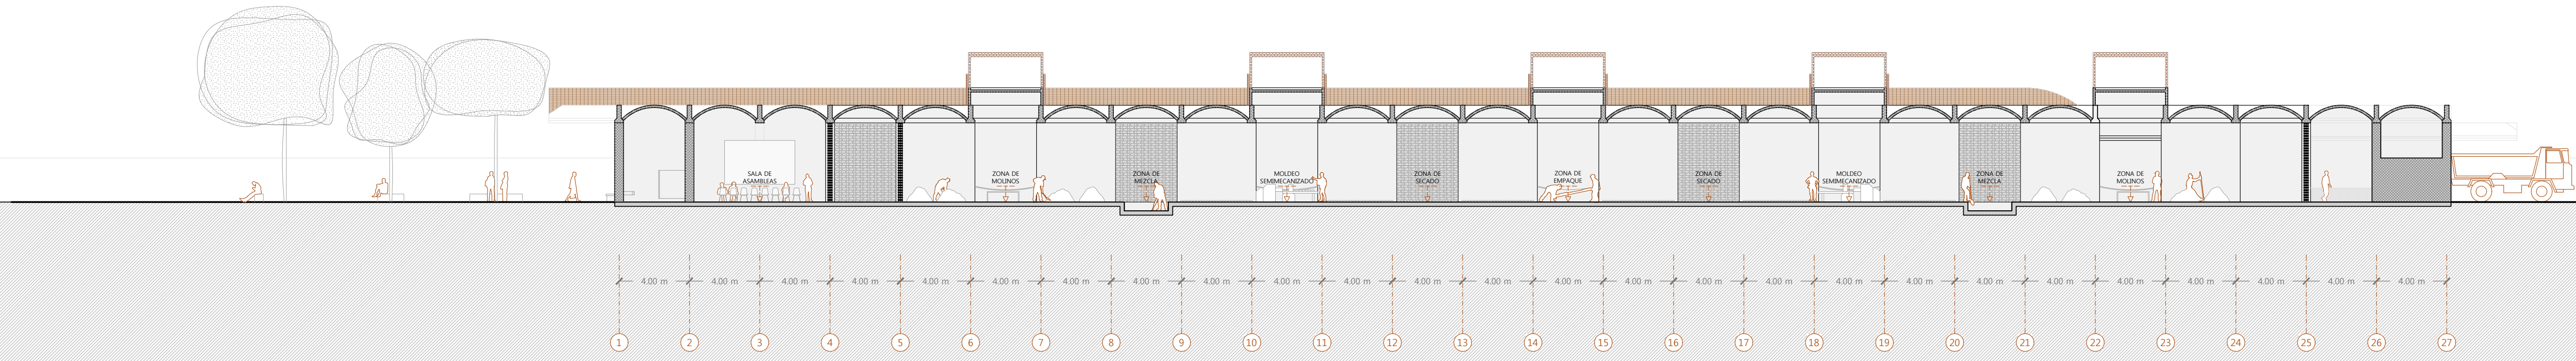 SALA DE
ASAMBLEAS
ZONA DE
MOLINOS
ZONA DE
MEZCLA
MOLDEO
SEMIMECANIZADO
ZONA DE
SECADO
ZONA DE
EMPAQUE
ZONA DE
SECADO
MOLDEO
SEMIMECANIZADO
ZONA DE
MEZCLA
ZONA DE
MOLINOS
4.00 m 4.00 m 4.00 m 4.00 m 4.00 m 4.00 m 4.00 m 4.00 m 4.00 m 4.00 m 4.00 m 4.00 m 4.00 m 4.00 m 4.00 m 4.00 m 4.00 m 4.00 m 4.00 m 4.00 m 4.00 m 4.00 m 4.00 m 4.00 m 4.00 m 4.00 m
1 2 3 4 5 6 7 8 9 10 11 12 13 14 15 16 17 18 19 20 21 22 23 24 25 26 27